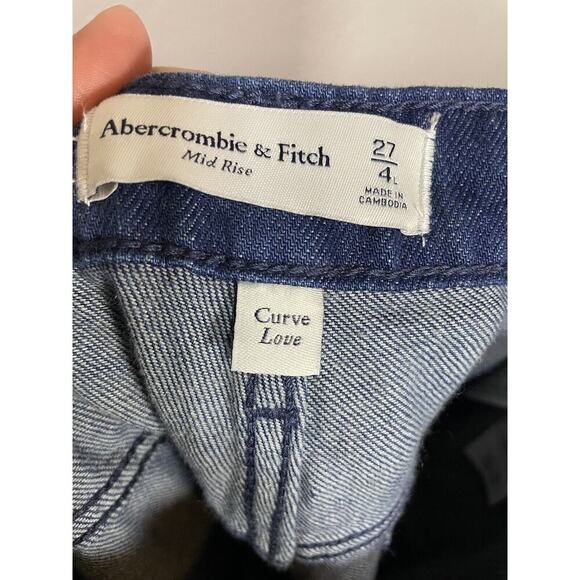 Abercrombie & Fitch
Mid Rise
27
4L
MADE IN
CAMBODIA
Curve
Love